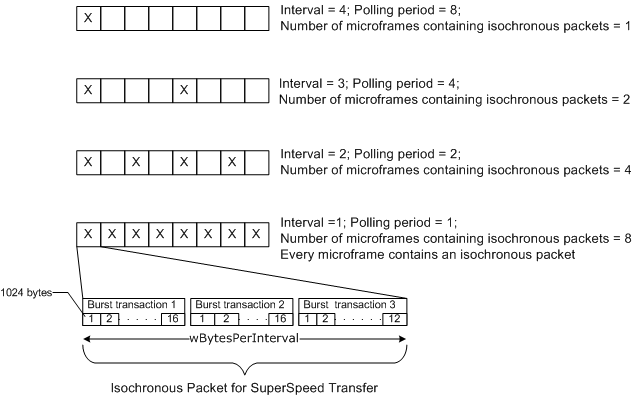 X
Interval = 4; Polling period = 8;
Number of microframes containing isochronous packets = 1
X X
Interval = 3; Polling period = 4;
Number of microframes containing isochronous packets = 2
X X X X
Interval = 2; Polling period = 2;
Number of microframes containing isochronous packets = 4
X X X X X X X X
Interval =1; Polling period = 1;
Number of microframes containing isochronous packets = 8
Every microframe contains an isochronous packet
1024 bytes
Burst transaction 1
1 2 . . . . . 16
Burst transaction 2
1 2 . . . . . 16
Burst transaction 3
1 2 . . . . . . 12
wBytesPerInterval
Isochronous Packet for SuperSpeed Transfer